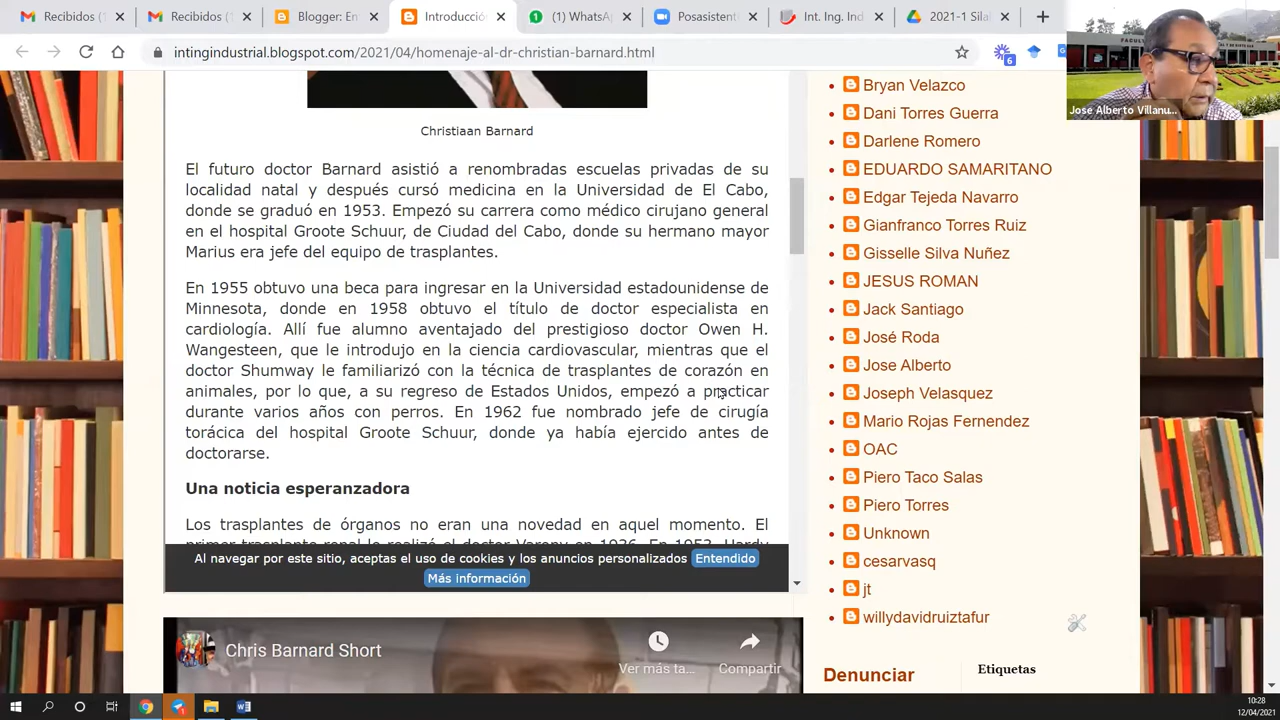 Recibidos (1
Recibidos (1
Blogger: En
Introducción
(1) WhatsA
Posasistenti
Int. Ing. Ind
2021-1 Sila
intingindustrial.blogspot.com/2021/04/homenaje-al-dr-christian-barnard.html
6
FACUL
José Alberto Villanu...
Christiaan Barnard
El futuro doctor Barnard asistió a renombradas escuelas privadas de su
localidad natal y después cursó medicina en la Universidad de El Cabo,
donde se graduó en 1953. Empezó su carrera como médico cirujano general
en el hospital Groote Schuur, de Ciudad del Cabo, donde su hermano mayor
Marius era jefe del equipo de trasplantes.
En 1955 obtuvo una beca para ingresar en la Universidad estadounidense de
Minnesota, donde en 1958 obtuvo el título de doctor especialista en
cardiología. Allí fue alumno aventajado del prestigioso doctor Owen H.
Wangesteen, que le introdujo en la ciencia cardiovascular, mientras que el
doctor Shumway le familiarizó con la técnica de trasplantes de corazón en
animales, por lo que, a su regreso de Estados Unidos, empezó a practicar
durante varios años con perros. En 1962 fue nombrado jefe de cirugía
torácica del hospital Groote Schuur, donde ya había ejercido antes de
doctorarse.
Una noticia esperanzadora
Los trasplantes de órganos no eran una novedad en aquel momento. El
Al navegar por este sitio, aceptas el uso de cookies y los anuncios personalizados Entendido
Más información
Chris Barnard Short
Ver más ta...
Compartir
Bryan Velazco
Dani Torres Guerra
Darlene Romero
EDUARDO SAMARITANO
Edgar Tejeda Navarro
Gianfranco Torres Ruiz
Gisselle Silva Nuñez
JESUS ROMAN
Jack Santiago
José Roda
Jose Alberto
Joseph Velasquez
Mario Rojas Fernendez
OAC
Piero Taco Salas
Piero Torres
Unknown
cesarvasq
jt
willydavidruiztafur
Denunciar
Etiquetas
10:28
12/04/2021